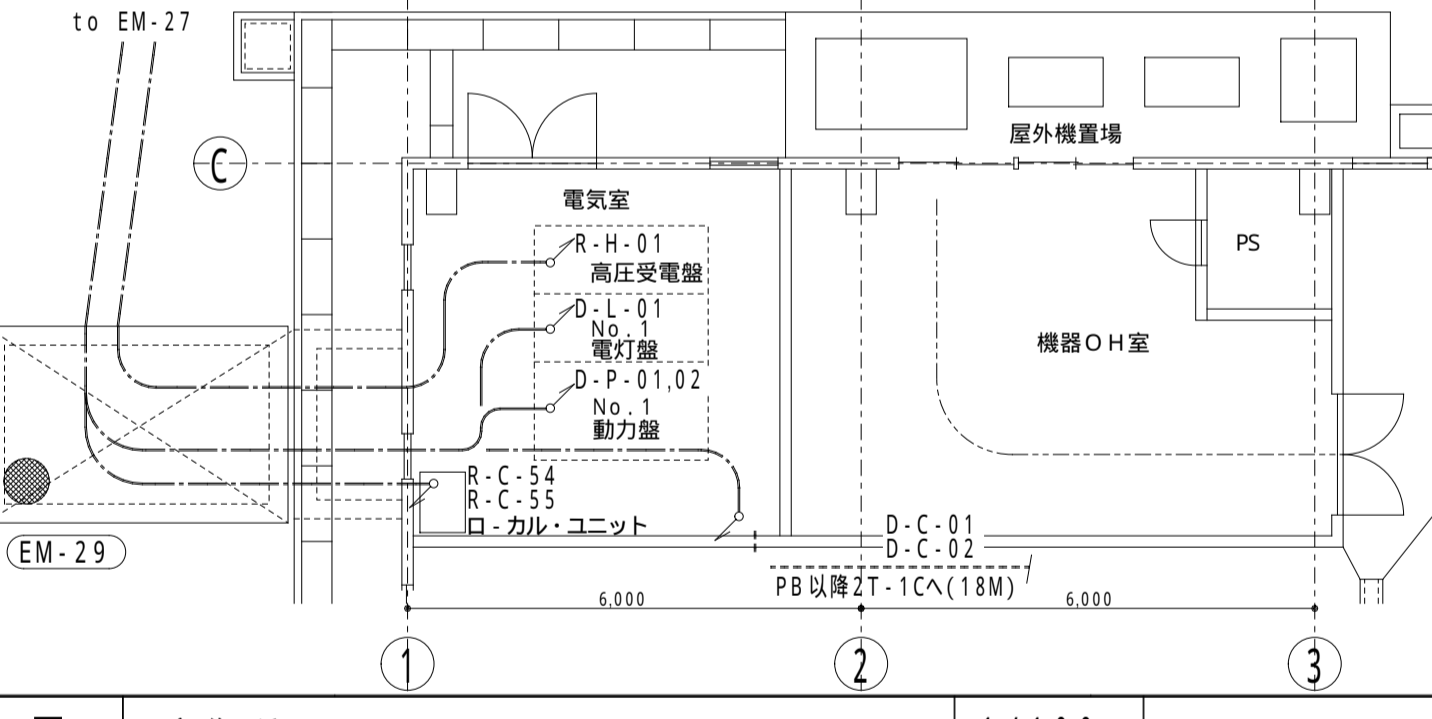 to EM-27
C
屋外機置場
電気室
R-H-01
高圧受電盤
PS
D-L-01
No.1
電灯盤
機器OH室
D-P-01,02
No.1
動力盤
R-C-54
R-C-55
ロ-カル・ユニット
EM-29
D-C-01
D-C-02
PB以降2T-1Cへ(18M)
6,000
6,000
1
2
3